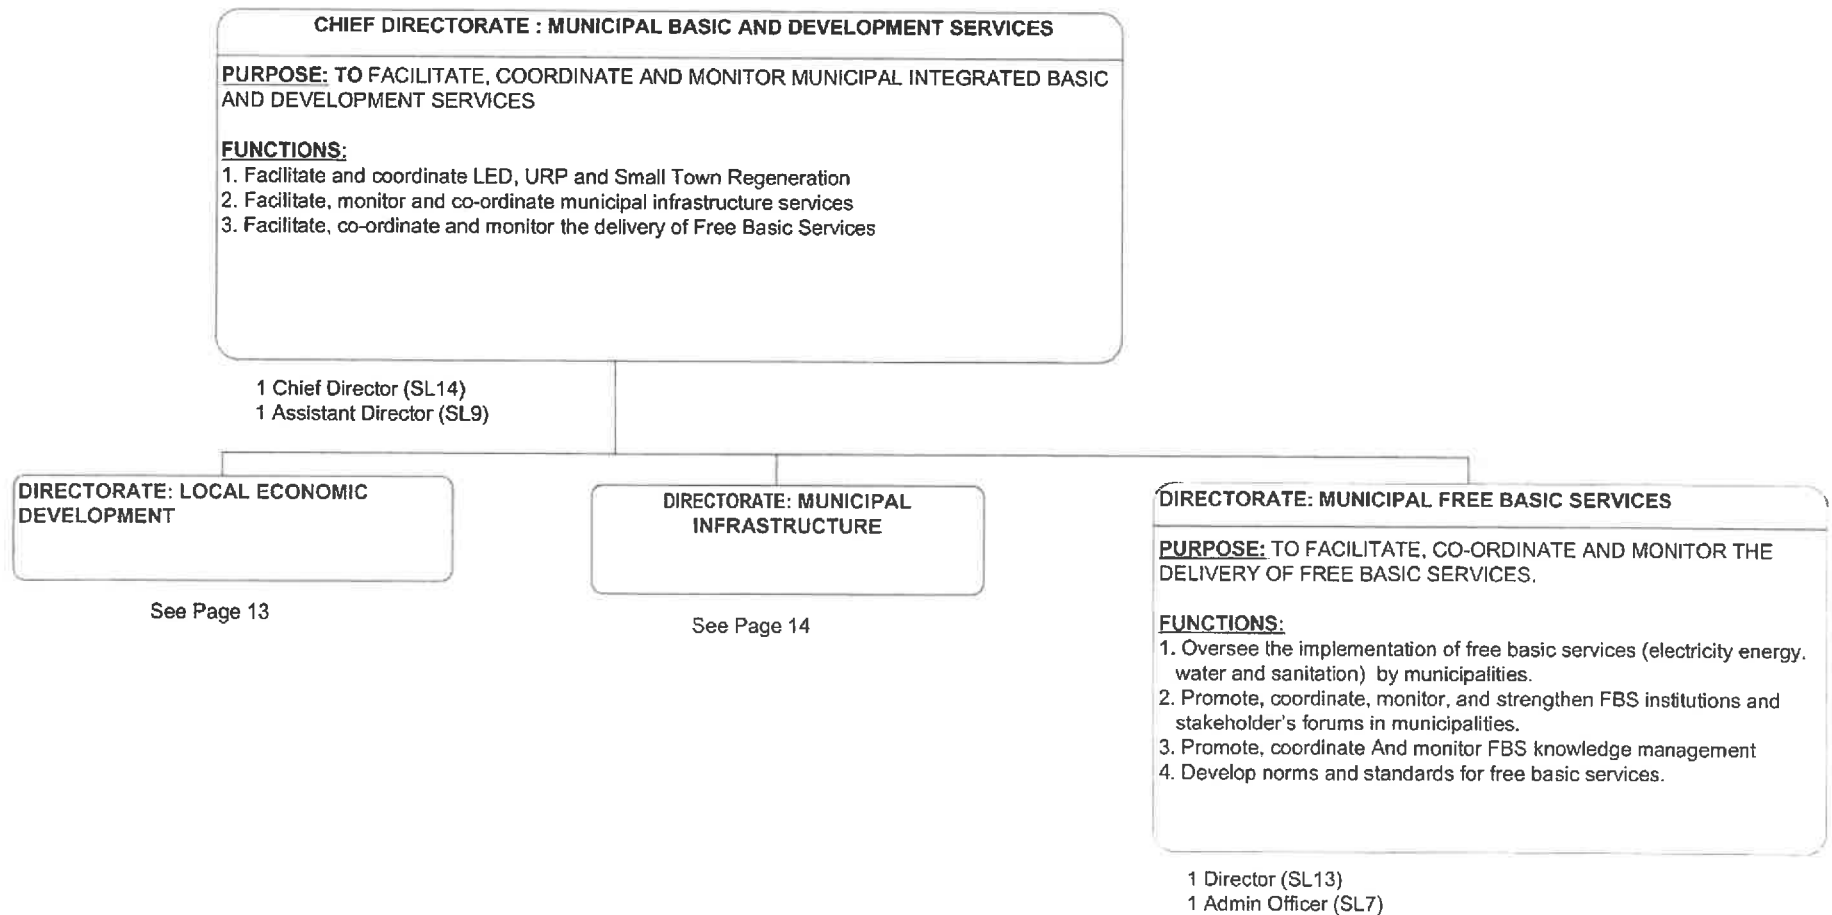 CHIEF DIRECTORATE : MUNICIPAL BASIC AND DEVELOPMENT SERVICES
PURPOSE: TO FACILITATE, COORDINATE AND MONITOR MUNICIPAL INTEGRATED BASIC
AND DEVELOPMENT SERVICES
FUNCTIONS:
1. Facilitate and coordinate LED, URP and Small Town Regeneration
2. Facilitate, monitor and co-ordinate municipal infrastructure services
3. Facilitate, co-ordinate and monitor the delivery of Free Basic Services
1 Chief Director (SL14)
1 Assistant Director (SL9)
DIRECTORATE: LOCAL ECONOMIC
DEVELOPMENT
See Page 13
DIRECTORATE: MUNICIPAL
INFRASTRUCTURE
See Page 14
DIRECTORATE: MUNICIPAL FREE BASIC SERVICES
PURPOSE: TO FACILITATE, CO-ORDINATE AND MONITOR THE
DELIVERY OF FREE BASIC SERVICES.
FUNCTIONS:
1. Oversee the implementation of free basic services (electricity energy.
water and sanitation) by municipalities.
2. Promote, coordinate, monitor, and strengthen FBS institutions and
stakeholder's forums in municipalities.
3. Promote, coordinate And monitor FBS knowledge management
4. Develop norms and standards for free basic services.
1 Director (SL13)
1 Admin Officer (SL7)